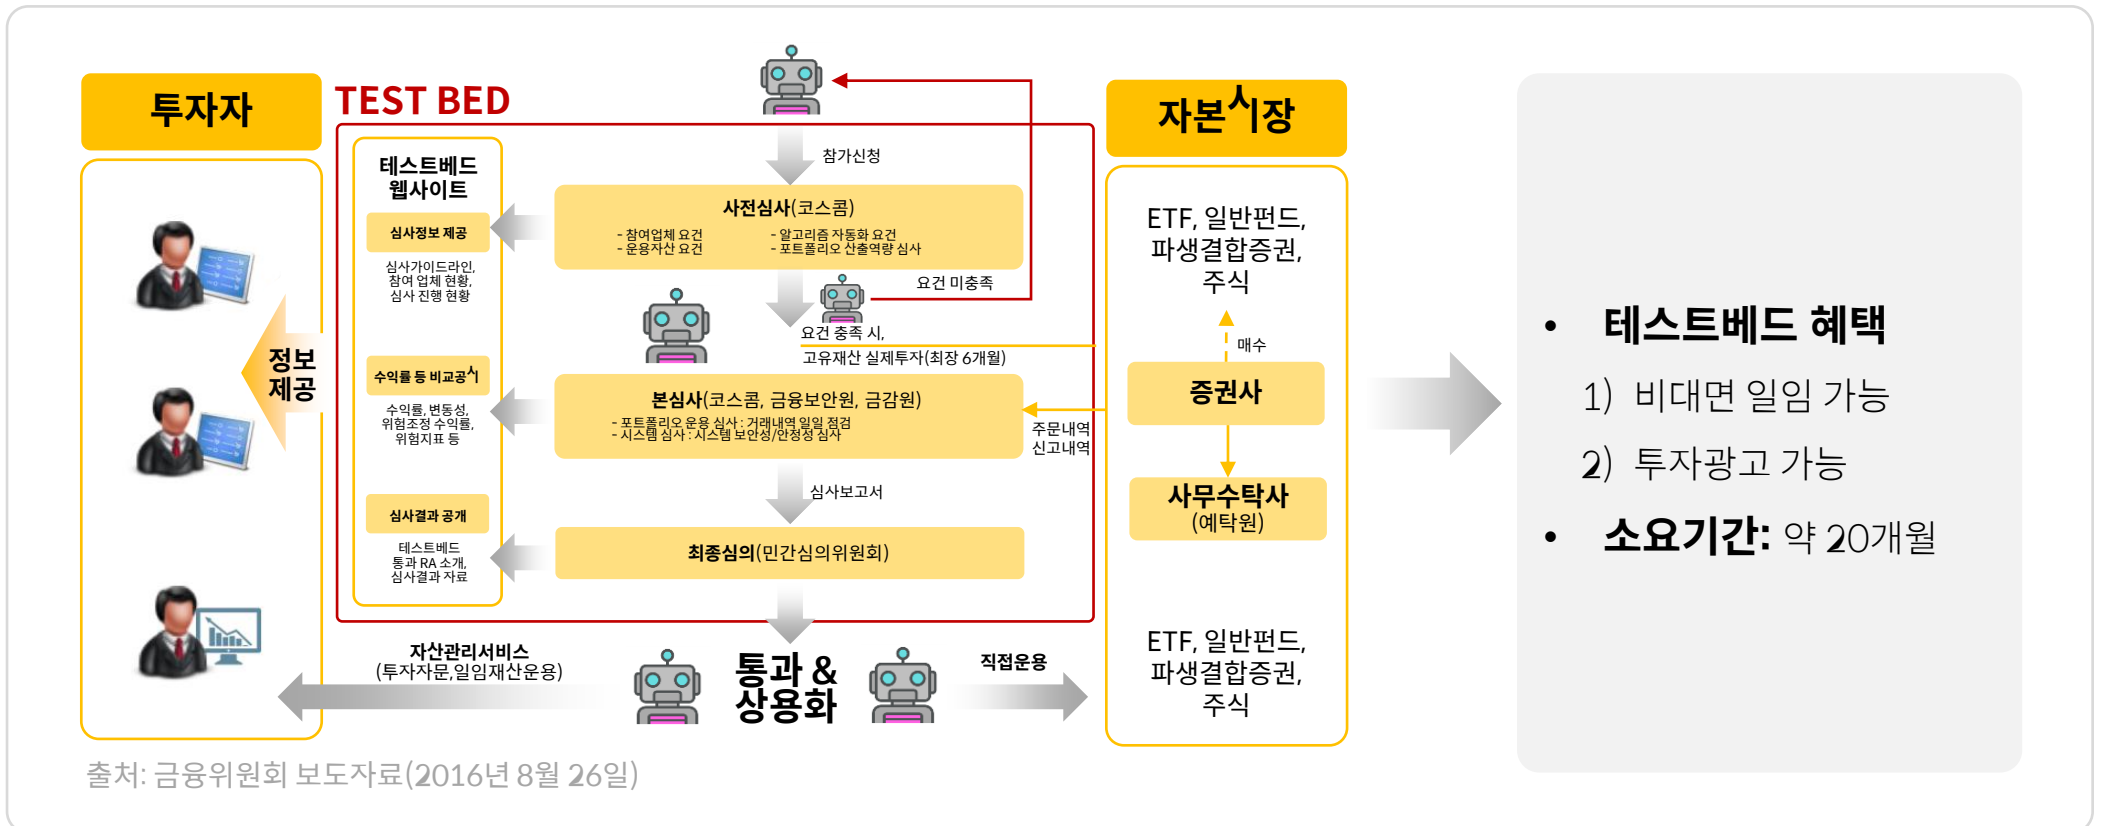 투자자
정보
제공
TEST BED
테스트베드
웹사이트
심사정보 제공
심사가이드라인,
참여 업체 현황,
심사 진행 현황
수익률 등 비교공시
수익률, 변동성,
위험조정 수익률,
위험지표 등
심사결과 공개
테스트베드
통과 RA 소개,
심사결과 자료
참가신청
사전심사(코스콤)
- 참여업체 요건
- 운용자산 요건
- 알고리즘 자동화 요건
- 포트폴리오 산출역량 심사
요건 미충족
요건 충족 시,
고유재산 실제투자(최장 6개월)
본심사(코스콤, 금융보안원, 금감원)
- 포트폴리오 운용 심사 : 거래내역 일일 점검
- 시스템 심사 : 시스템 보안성/안정성 심사
주문내역
신고내역
심사보고서
최종심의(민간심의위원회)
자산관리서비스
(투자자문,일임재산운용)
통과 &
상용화
직접운용
자본시장
ETF, 일반펀드,
파생결합증권,
주식
매수
증권사
사무수탁사
(예탁원)
ETF, 일반펀드,
파생결합증권,
주식
• 테스트베드 혜택
1) 비대면 일임 가능
2) 투자광고 가능
• 소요기간: 약 20개월
출처: 금융위원회 보도자료(2016년 8월 26일)